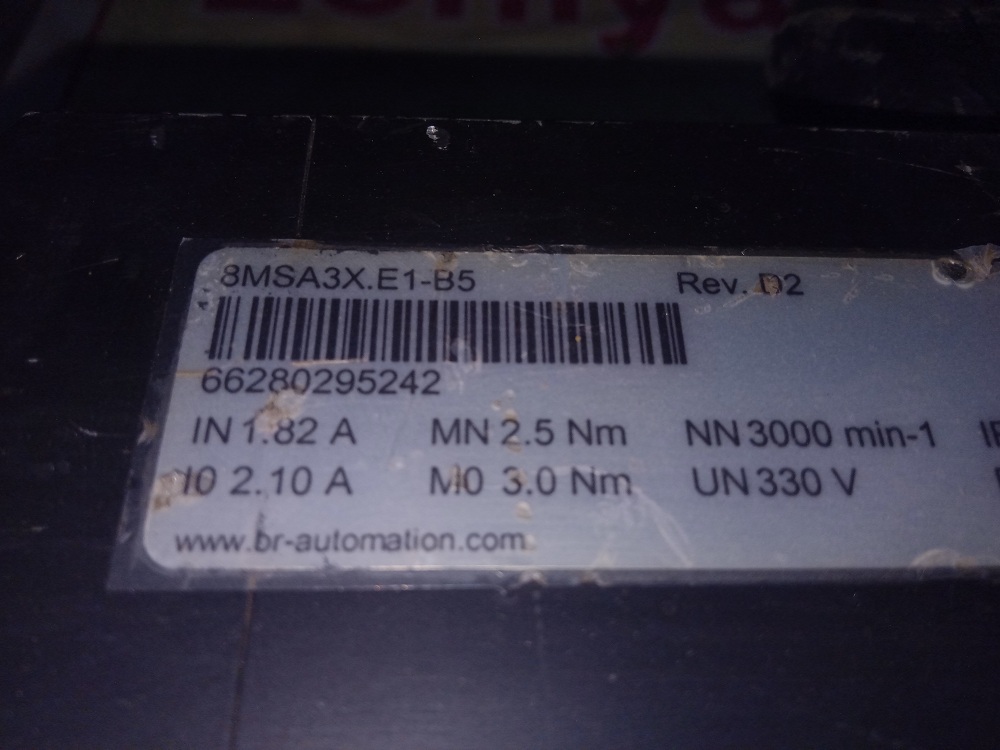 8MSA3X.E1-B5 Rev. D2
66280295242
IN 1.82 A MN 2.5 Nm NN 3000 min-1
I0 2.10 A M0 3.0 Nm UN 330 V
www.br-automation.com